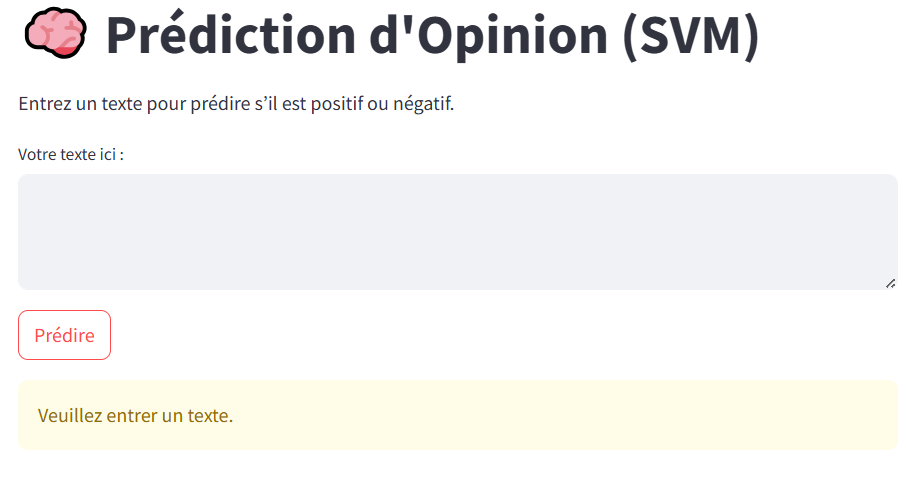 Prédiction d'Opinion (SVM)
Entrez un texte pour prédire s’il est positif ou négatif.
Votre texte ici :
Prédire
Veuillez entrer un texte.